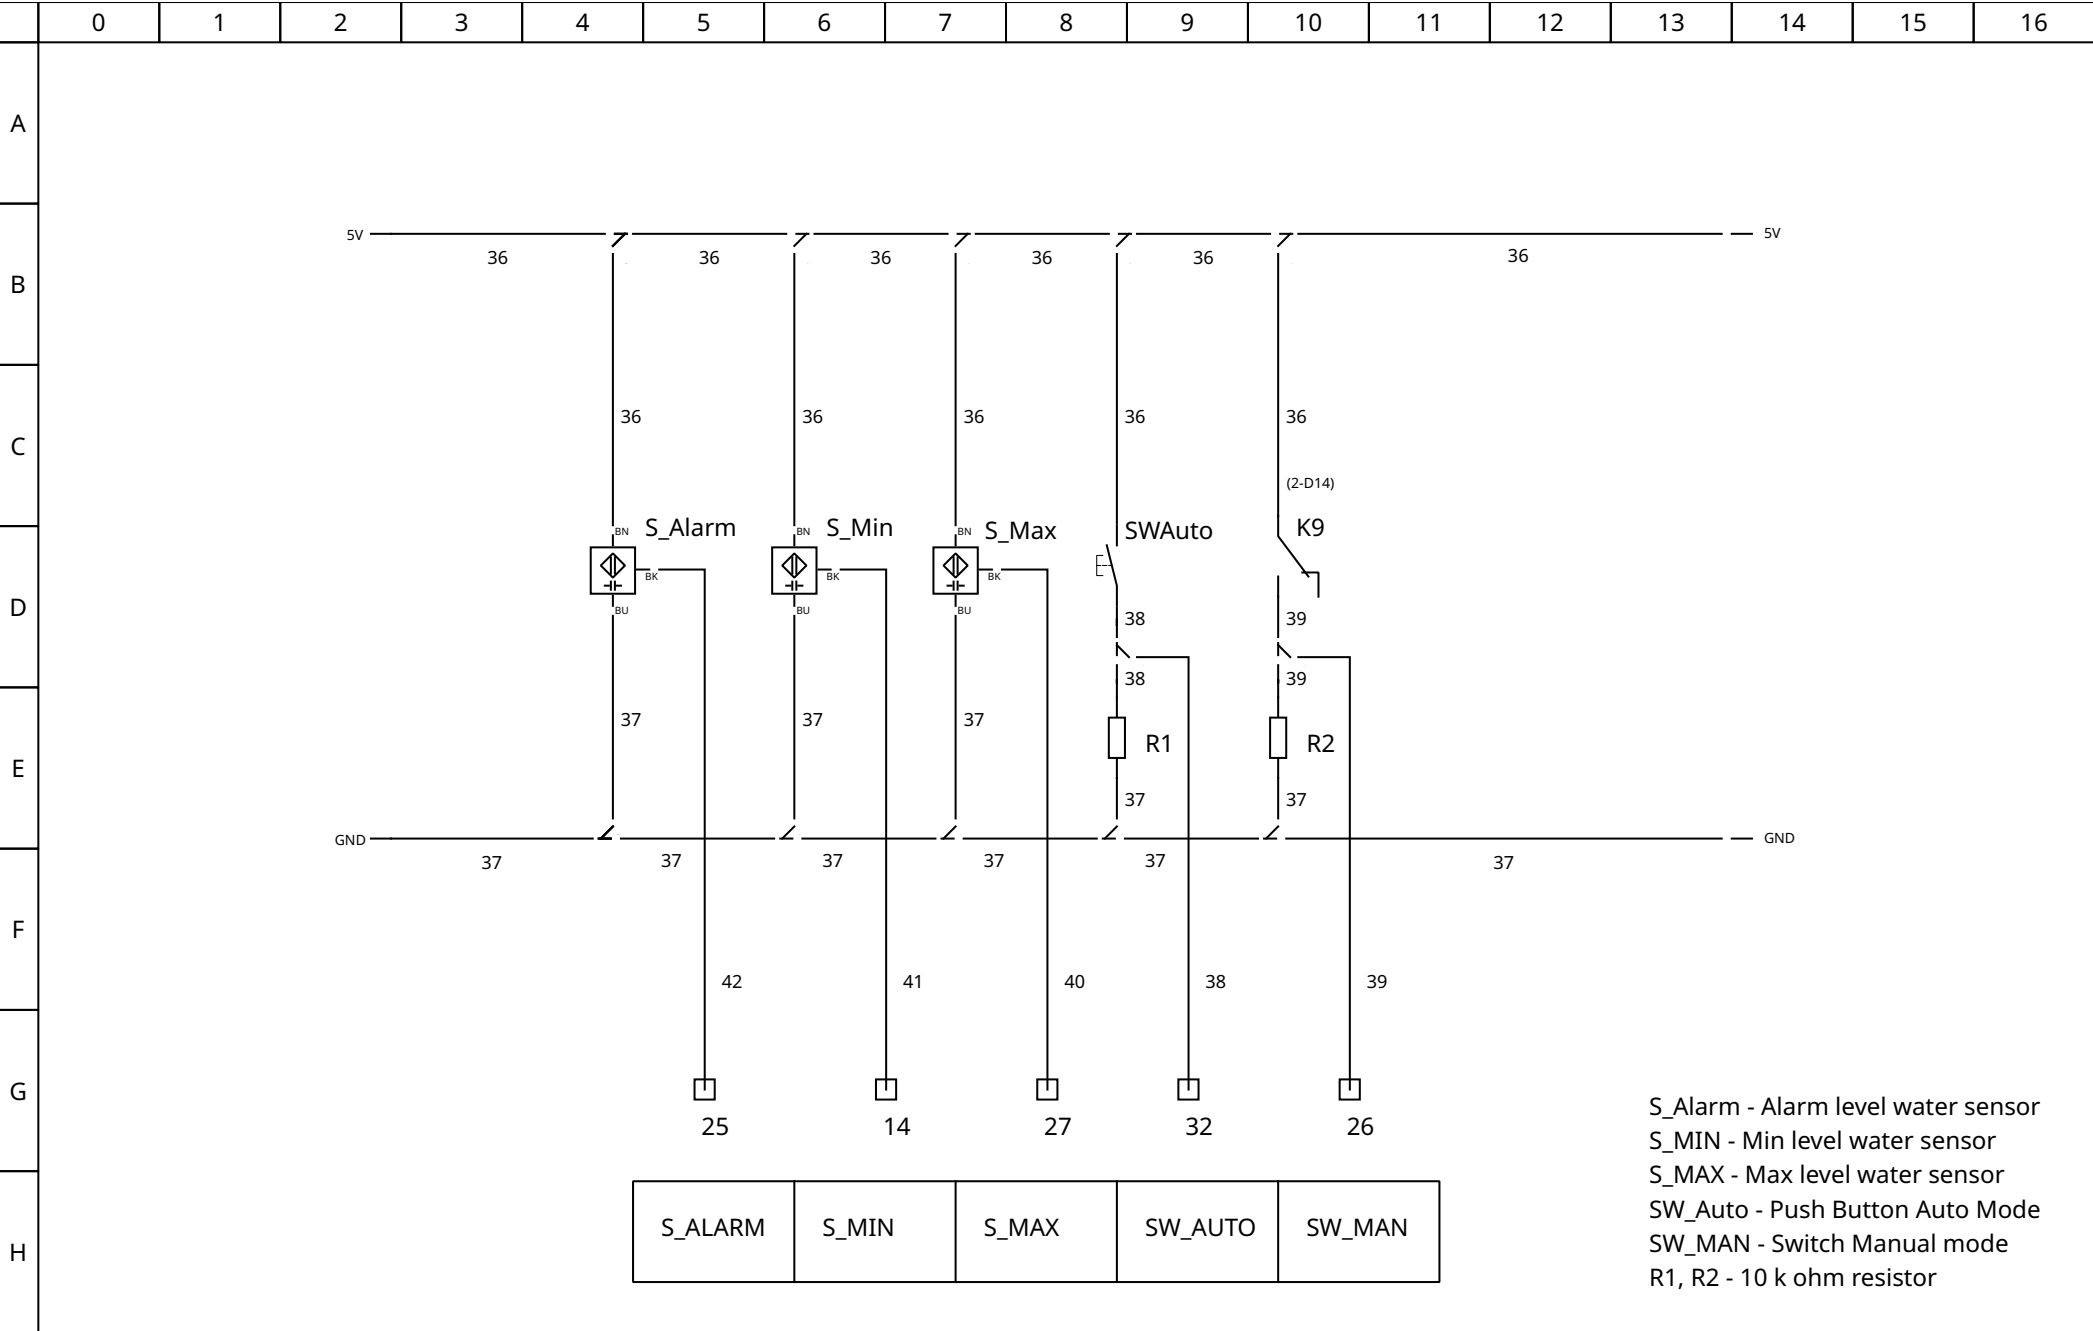 0 1 2 3 4 5 6 7 8 9 10 11 12 13 14 15 16
A
5V 5V
36 36 36 36 36 36
B
36 36 36 36 36
C
(2-D14)
BN S_Alarm BN S_Min BN S_Max SWAuto K9
BK BK BK
D BU BU BU 38 39
38 39
37 37 37
R1 R2
E
37 37
GND GND
37 37 37 37 37 37
F
42 41 40 38 39
G
25 14 27 32 26
S_ALARM S_MIN S_MAX SW_AUTO SW_MAN
H
S_Alarm - Alarm level water sensor
S_MIN - Min level water sensor
S_MAX - Max level water sensor
SW_Auto - Push Button Auto Mode
SW_MAN - Switch Manual mode
R1, R2 - 10 k ohm resistor